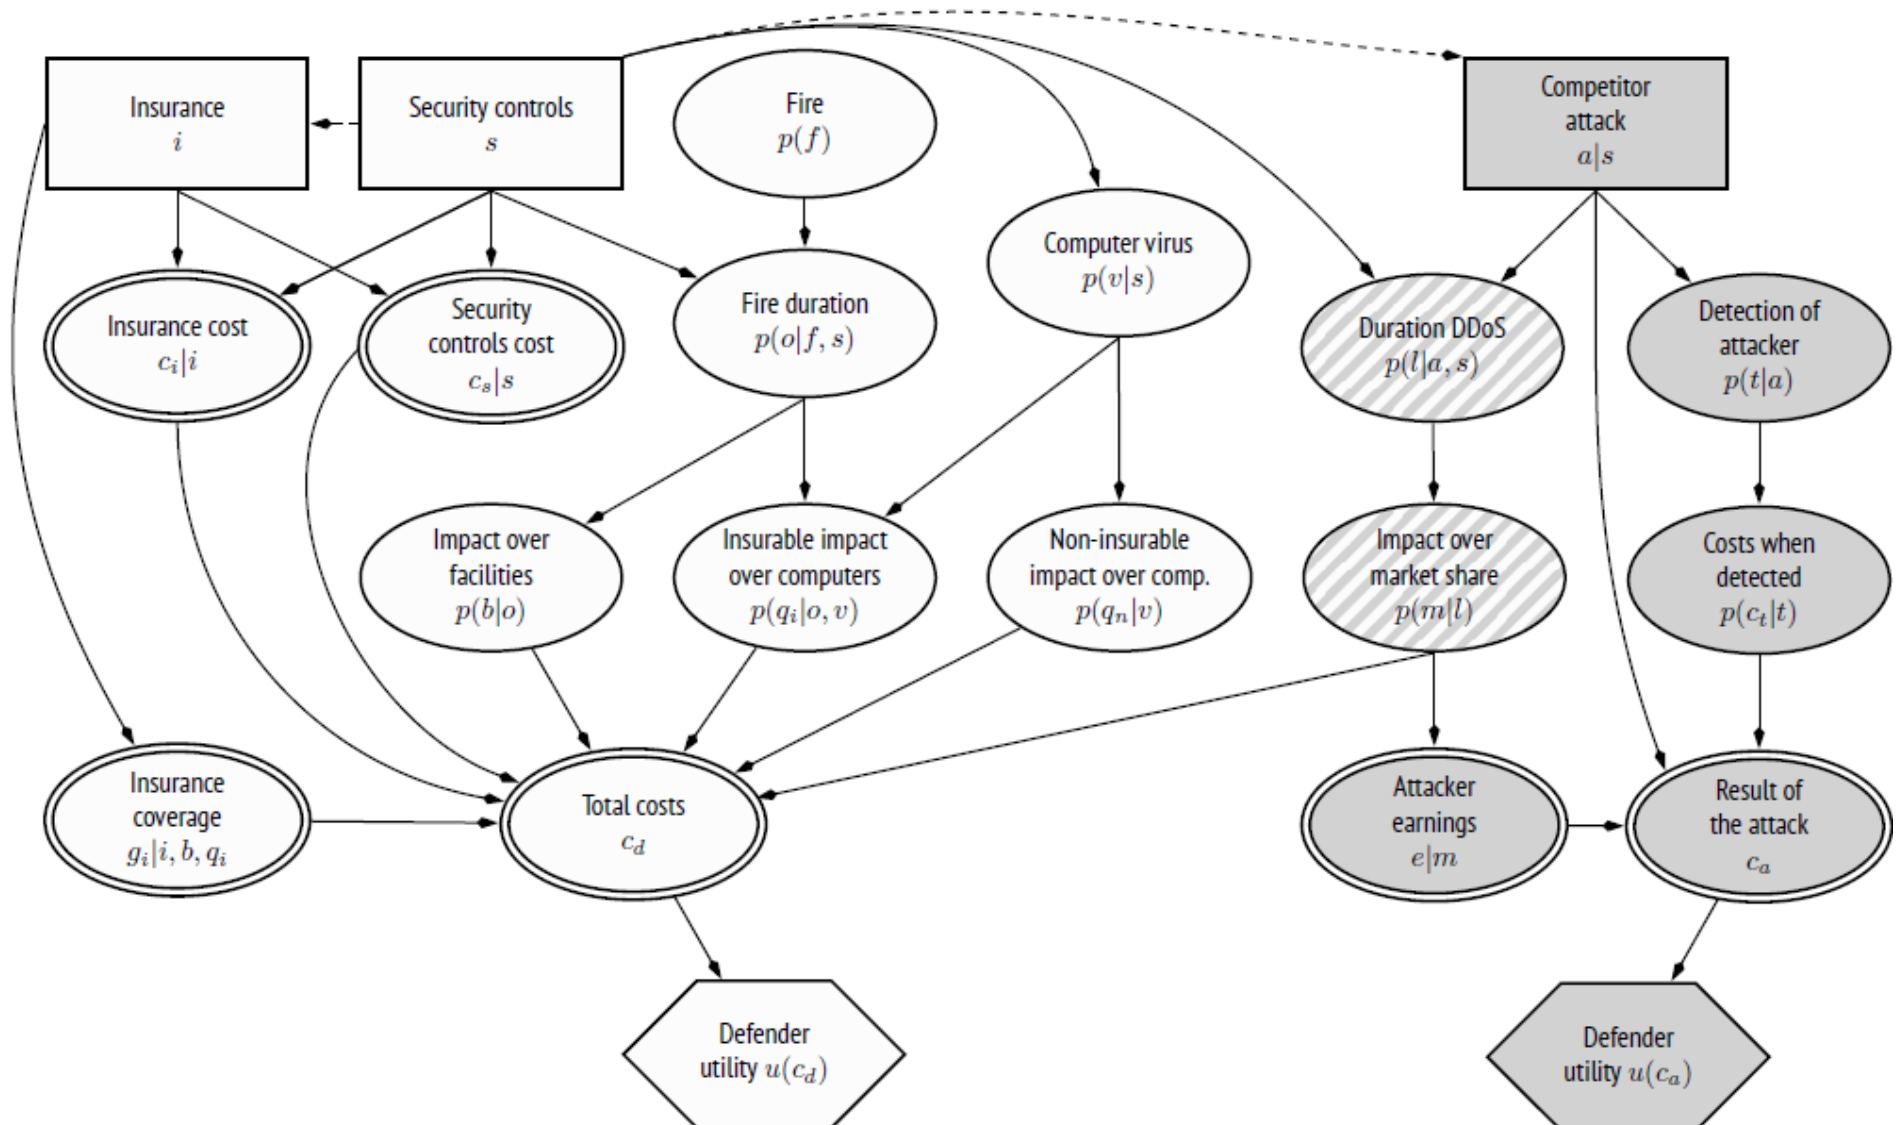 Insurance
i
Security controls
s
Fire
p(f)
Competitor
attack
a|s
Computer virus
p(v|s)
Insurance cost
c_i|i
Security
controls cost
c_s|s
Fire duration
p(o|f, s)
Duration DDoS
p(l|a, s)
Detection of
attacker
p(t|a)
Impact over
facilities
p(b|o)
Insurable impact
over computers
p(q_i|o, v)
Non-insurable
impact over comp.
p(q_n|v)
Impact over
market share
p(m|l)
Costs when
detected
p(c_t|t)
Insurance
coverage
g_i|i, b, q_i
Total costs
c_d
Attacker
earnings
e|m
Result of
the attack
c_a
Defender
utility u(c_d)
Defender
utility u(c_a)